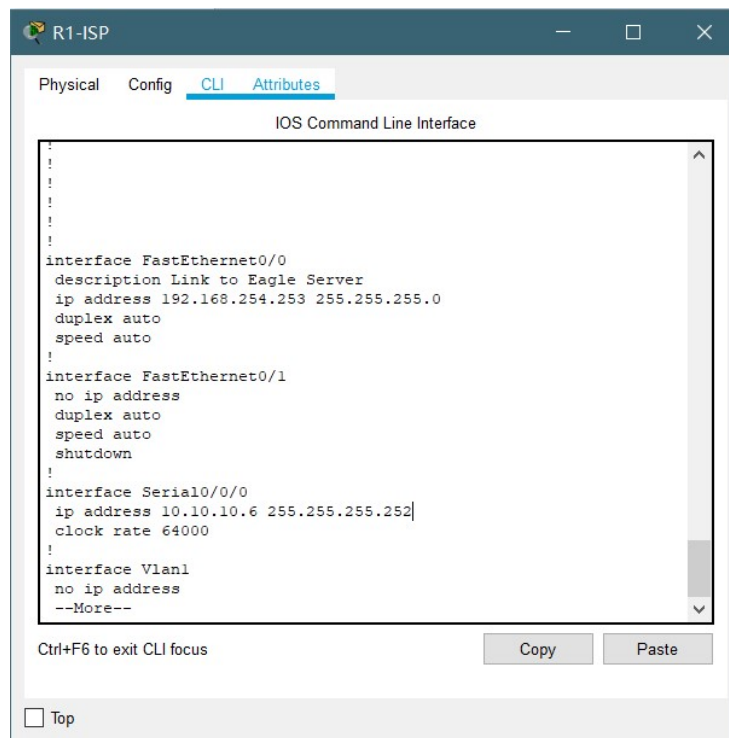 R1-ISP
Physical Config CLI Attributes
IOS Command Line Interface
!
!
!
!
!
!
interface FastEthernet0/0
 description Link to Eagle Server
 ip address 192.168.254.253 255.255.255.0
 duplex auto
 speed auto
!
interface FastEthernet0/1
 no ip address
 duplex auto
 speed auto
 shutdown
!
interface Serial0/0/0
 ip address 10.10.10.6 255.255.255.252
 clock rate 64000
!
interface Vlan1
 no ip address
 --More--
Ctrl+F6 to exit CLI focus
Copy Paste
Top